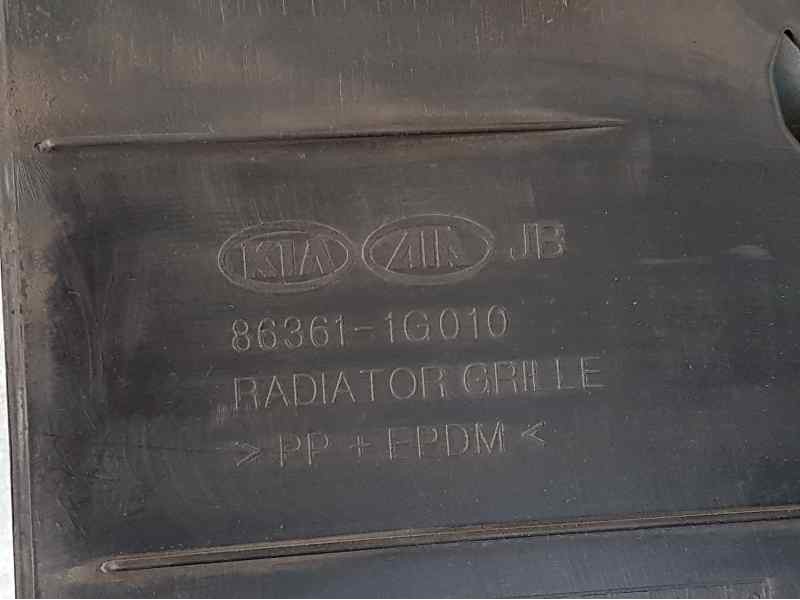 KIA JB
86361-1G010
RADIATOR GRILLE
> PP + EPDM <